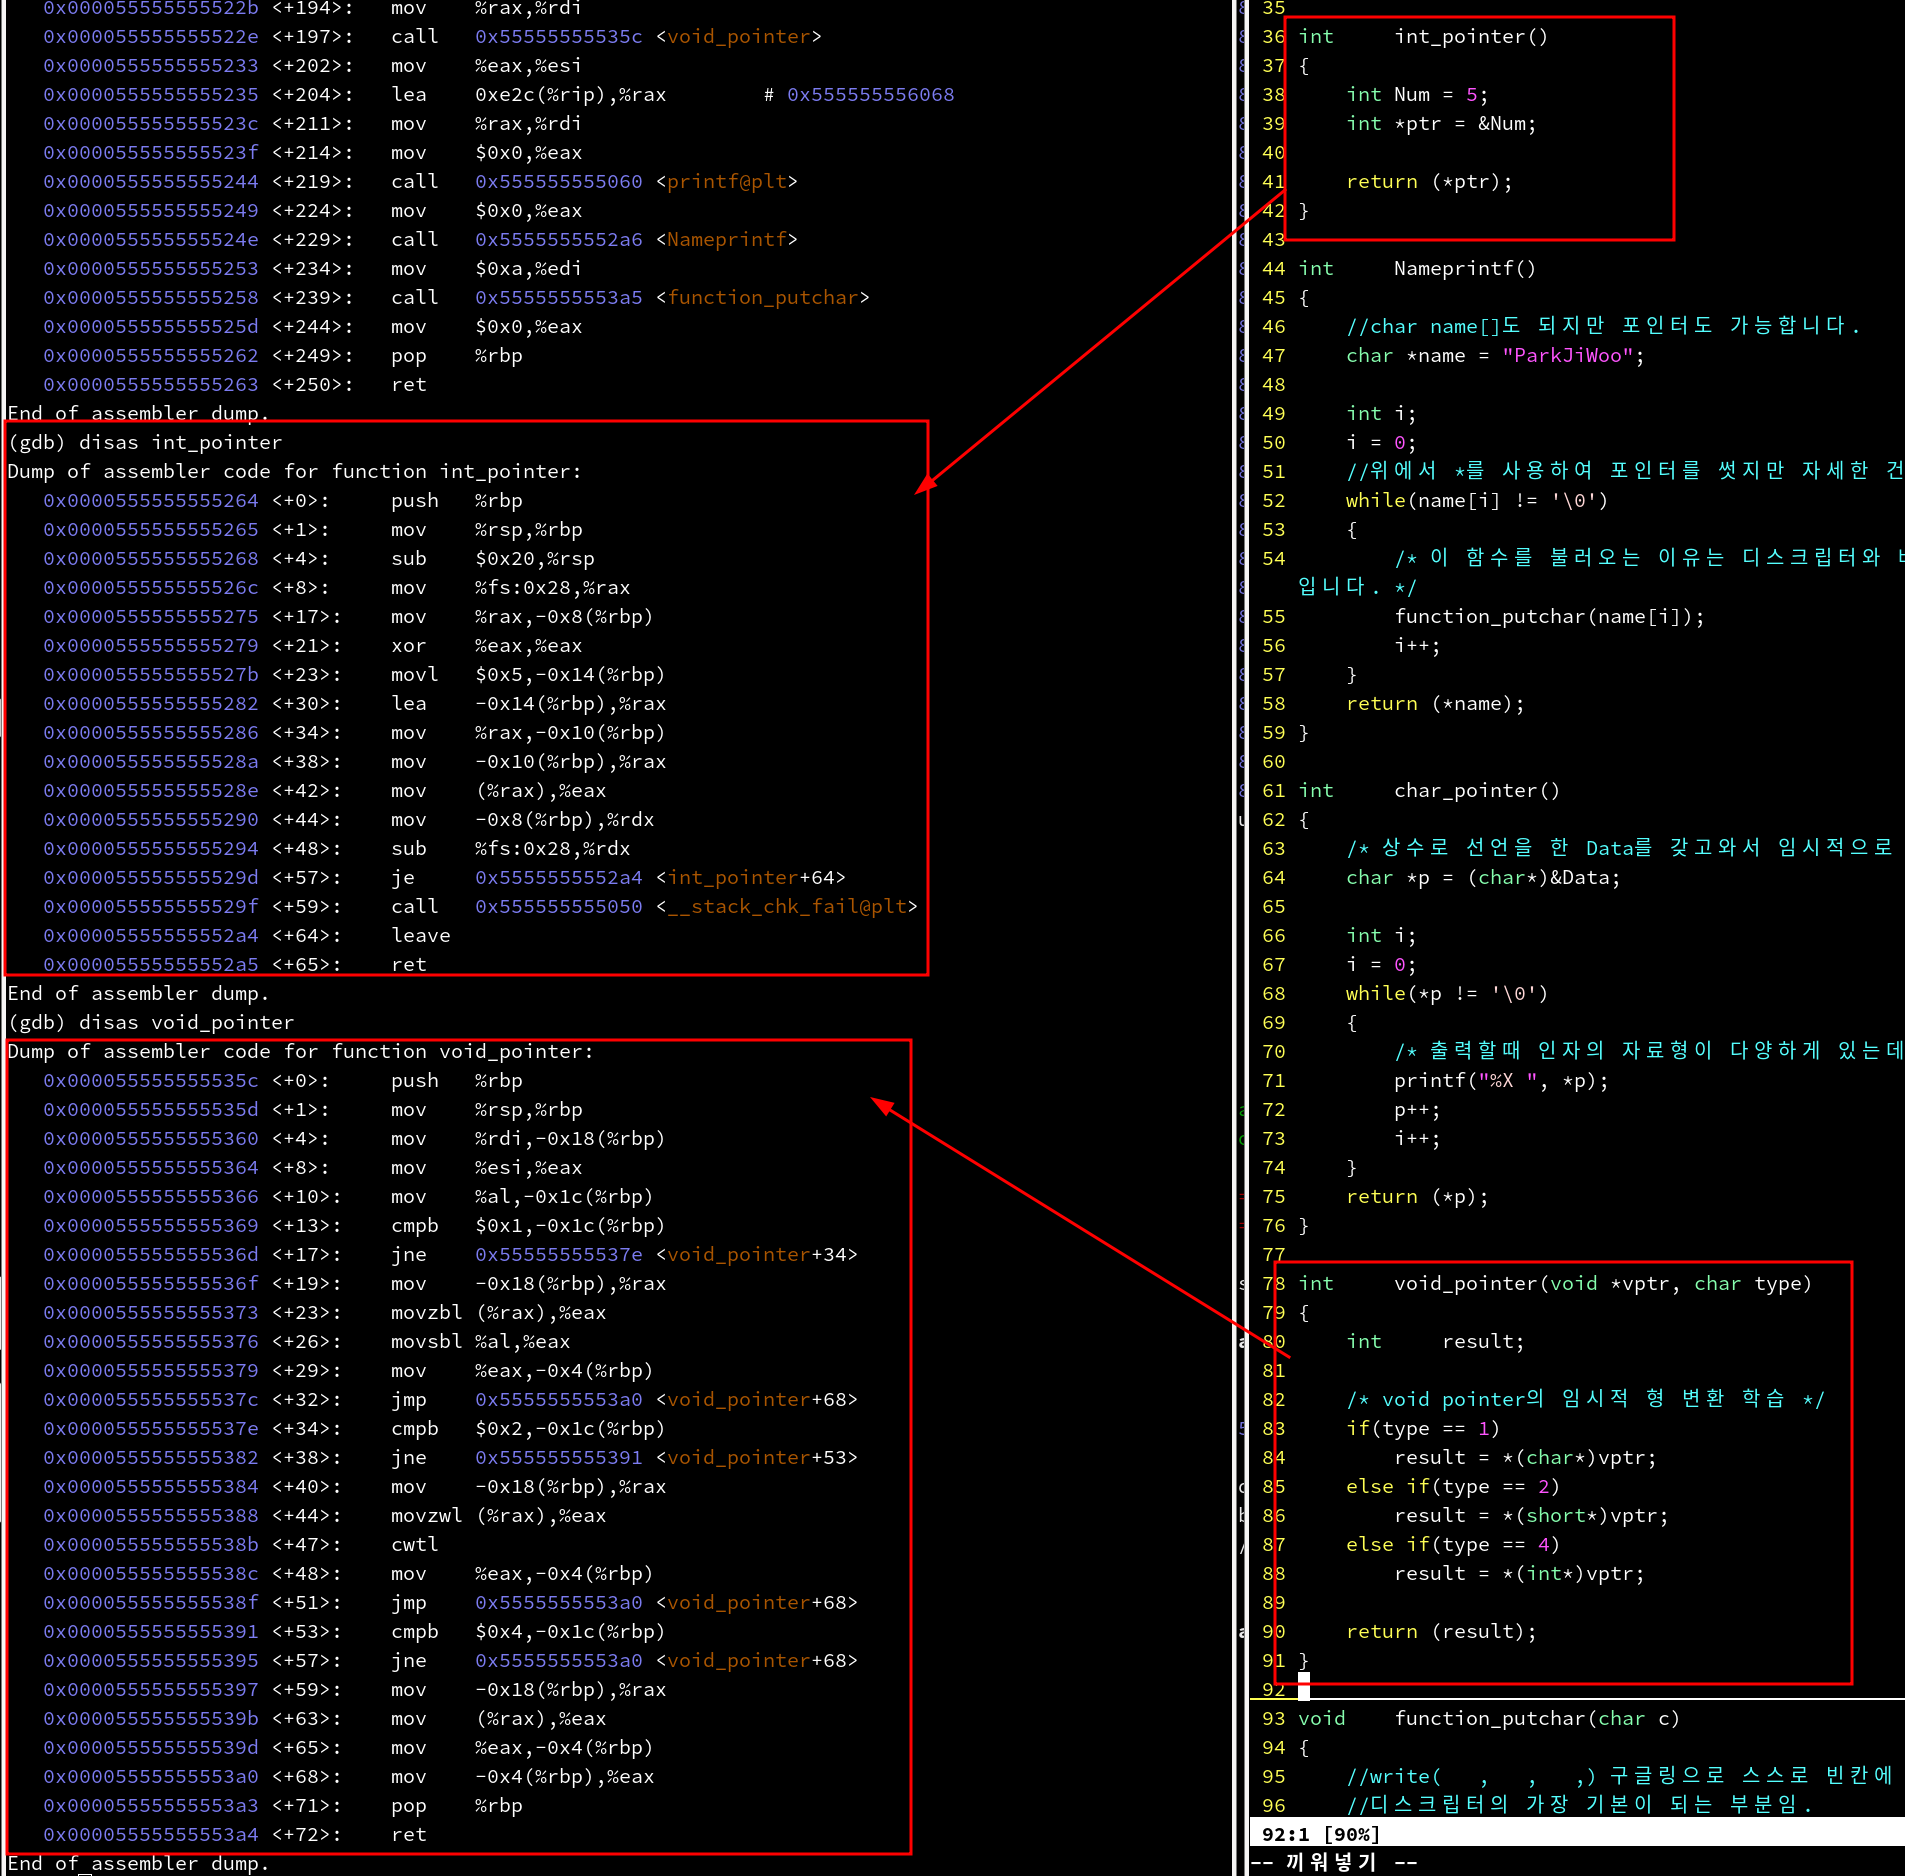 0x000055555555522b <+194>:   mov    %rax,%rdi
0x000055555555522e <+197>:   call   0x55555555535c <void_pointer>
0x0000555555555233 <+202>:   mov    %eax,%esi
0x0000555555555235 <+204>:   lea    0xe2c(%rip),%rax        # 0x555555556068
0x000055555555523c <+211>:   mov    %rax,%rdi
0x000055555555523f <+214>:   mov    $0x0,%eax
0x0000555555555244 <+219>:   call   0x555555555060 <printf@plt>
0x0000555555555249 <+224>:   mov    $0x0,%eax
0x000055555555524e <+229>:   call   0x5555555552a6 <Nameprintf>
0x0000555555555253 <+234>:   mov    $0xa,%edi
0x0000555555555258 <+239>:   call   0x5555555553a5 <function_putchar>
0x000055555555525d <+244>:   mov    $0x0,%eax
0x0000555555555262 <+249>:   pop    %rbp
0x0000555555555263 <+250>:   ret
End of assembler dump.
(gdb) disas int_pointer
Dump of assembler code for function int_pointer:
0x0000555555555264 <+0>:     push   %rbp
0x0000555555555265 <+1>:     mov    %rsp,%rbp
0x0000555555555268 <+4>:     sub    $0x20,%rsp
0x000055555555526c <+8>:     mov    %fs:0x28,%rax
0x0000555555555275 <+17>:    mov    %rax,-0x8(%rbp)
0x0000555555555279 <+21>:    xor    %eax,%eax
0x000055555555527b <+23>:    movl   $0x5,-0x14(%rbp)
0x0000555555555282 <+30>:    lea    -0x14(%rbp),%rax
0x0000555555555286 <+34>:    mov    %rax,-0x10(%rbp)
0x000055555555528a <+38>:    mov    -0x10(%rbp),%rax
0x000055555555528e <+42>:    mov    (%rax),%eax
0x0000555555555290 <+44>:    mov    -0x8(%rbp),%rdx
0x0000555555555294 <+48>:    sub    %fs:0x28,%rdx
0x000055555555529d <+57>:    je     0x5555555552a4 <int_pointer+64>
0x000055555555529f <+59>:    call   0x555555555050 <__stack_chk_fail@plt>
0x00005555555552a4 <+64>:    leave
0x00005555555552a5 <+65>:    ret
End of assembler dump.
(gdb) disas void_pointer
Dump of assembler code for function void_pointer:
0x000055555555535c <+0>:     push   %rbp
0x000055555555535d <+1>:     mov    %rsp,%rbp
0x0000555555555360 <+4>:     mov    %rdi,-0x18(%rbp)
0x0000555555555364 <+8>:     mov    %esi,%eax
0x0000555555555366 <+10>:    mov    %al,-0x1c(%rbp)
0x0000555555555369 <+13>:    cmpb   $0x1,-0x1c(%rbp)
0x000055555555536d <+17>:    jne    0x55555555537e <void_pointer+34>
0x000055555555536f <+19>:    mov    -0x18(%rbp),%rax
0x0000555555555373 <+23>:    movzbl (%rax),%eax
0x0000555555555376 <+26>:    movsbl %al,%eax
0x0000555555555379 <+29>:    mov    %eax,-0x4(%rbp)
0x000055555555537c <+32>:    jmp    0x5555555553a0 <void_pointer+68>
0x000055555555537e <+34>:    cmpb   $0x2,-0x1c(%rbp)
0x0000555555555382 <+38>:    jne    0x555555555391 <void_pointer+53>
0x0000555555555384 <+40>:    mov    -0x18(%rbp),%rax
0x0000555555555388 <+44>:    movzwl (%rax),%eax
0x000055555555538b <+47>:    cwtl
0x000055555555538c <+48>:    mov    %eax,-0x4(%rbp)
0x000055555555538f <+51>:    jmp    0x5555555553a0 <void_pointer+68>
0x0000555555555391 <+53>:    cmpb   $0x4,-0x1c(%rbp)
0x0000555555555395 <+57>:    jne    0x5555555553a0 <void_pointer+68>
0x0000555555555397 <+59>:    mov    -0x18(%rbp),%rax
0x000055555555539b <+63>:    mov    (%rax),%eax
0x000055555555539d <+65>:    mov    %eax,-0x4(%rbp)
0x00005555555553a0 <+68>:    mov    -0x4(%rbp),%eax
0x00005555555553a3 <+71>:    pop    %rbp
0x00005555555553a4 <+72>:    ret
End of assembler dump.
35
36 int     int_pointer()
37 {
38     int Num = 5;
39     int *ptr = &Num;
40
41     return (*ptr);
42 }
43
44 int     Nameprintf()
45 {
46     //char name[]도 되지만 포인터도 가능합니다.
47     char *name = "ParkJiWoo";
48
49     int i;
50     i = 0;
51     //위에서 *를 사용하여 포인터를 썻지만 자세한 건
52     while(name[i] != '\0')
53     {
54         /* 이 함수를 불러오는 이유는 디스크립터와
입니다. */
55         function_putchar(name[i]);
56         i++;
57     }
58     return (*name);
59 }
60
61 int     char_pointer()
62 {
63     /* 상수로 선언을 한 Data를 갖고와서 임시적으로
64     char *p = (char*)&Data;
65
66     int i;
67     i = 0;
68     while(*p != '\0')
69     {
70         /* 출력할때 인자의 자료형이 다양하게 있는데
71         printf("%X ", *p);
72         p++;
73         i++;
74     }
75     return (*p);
76 }
77
78 int     void_pointer(void *vptr, char type)
79 {
80     int     result;
81
82     /* void pointer의 임시적 형 변환 학습 */
83     if(type == 1)
84         result = *(char*)vptr;
85     else if(type == 2)
86         result = *(short*)vptr;
87     else if(type == 4)
88         result = *(int*)vptr;
89
90     return (result);
91 }
92
93 void    function_putchar(char c)
94 {
95     //write(   ,   ,   ,) 구글링으로 스스로 빈칸에
96     //디스크립터의 가장 기본이 되는 부분임.
92:1 [90%]
-- 끼워넣기 --